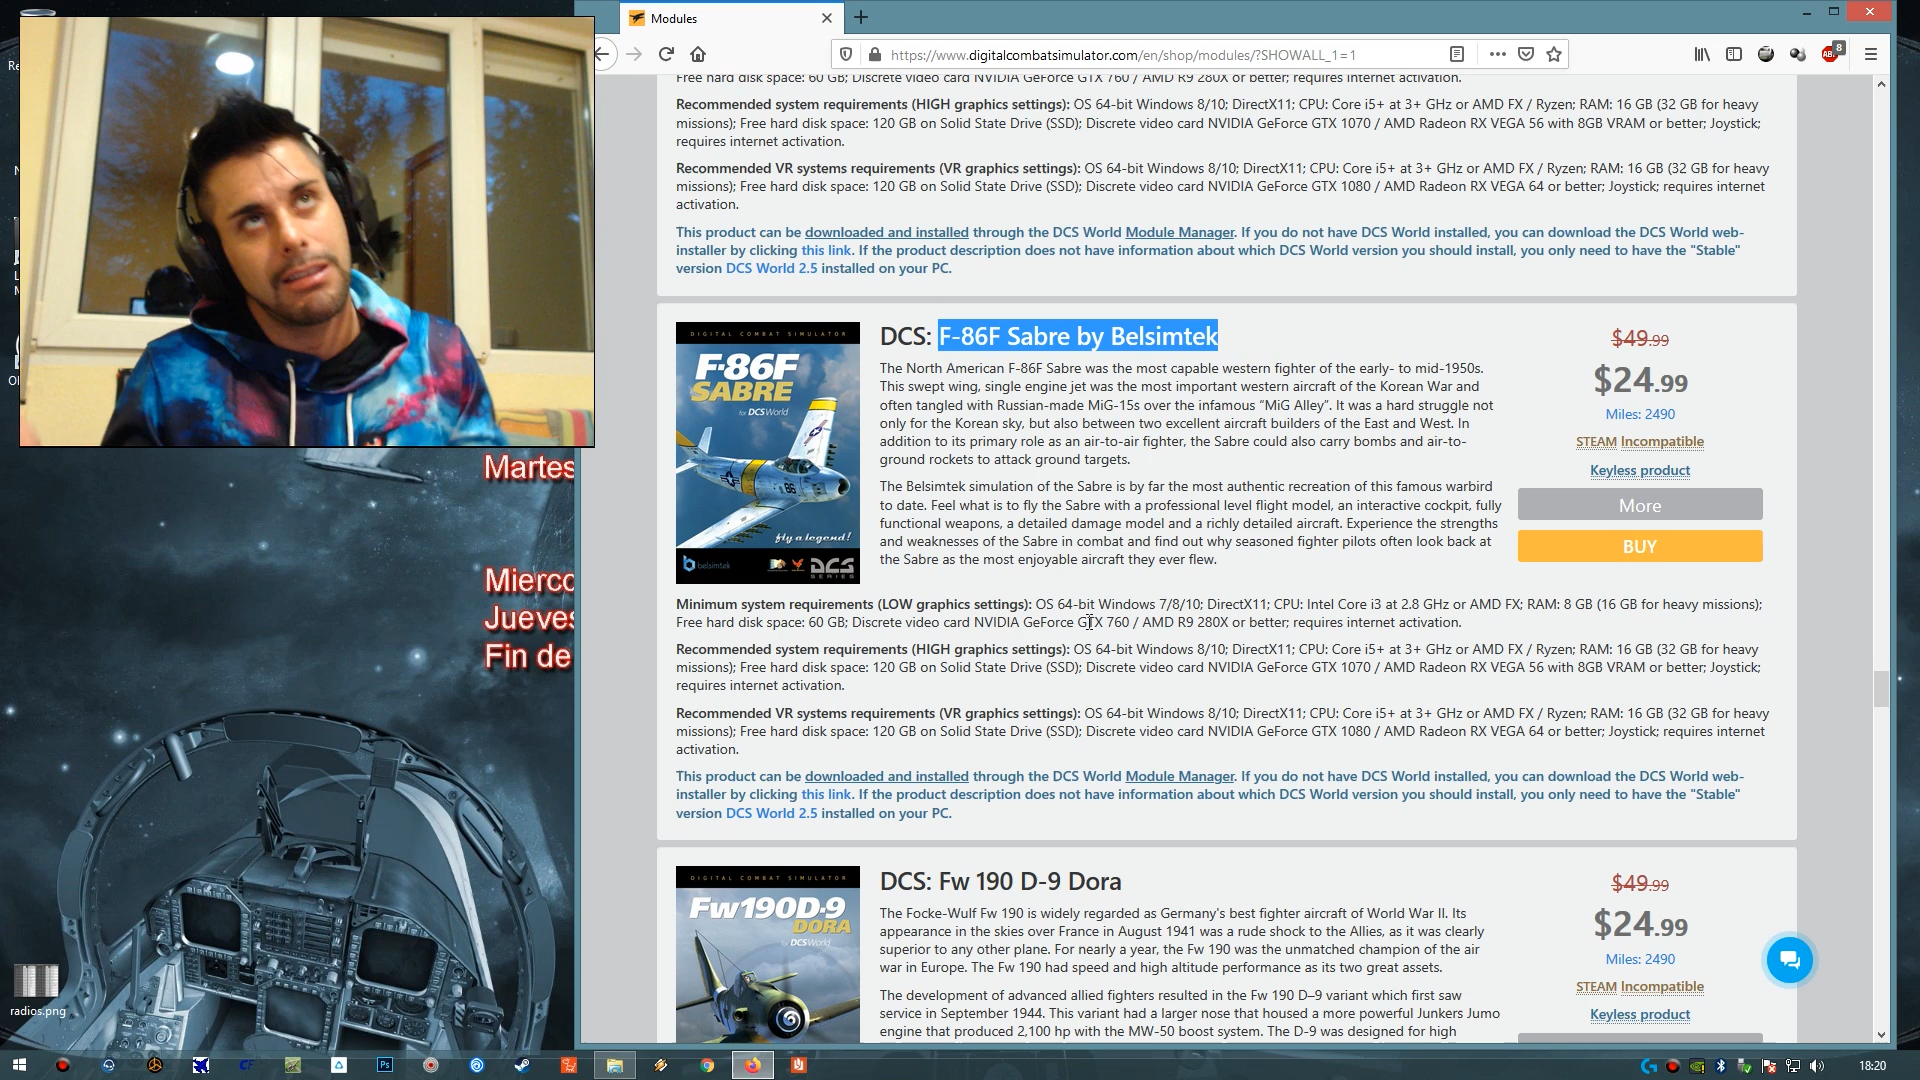 Modules
https://www.digitalcombatsimulator.com/en/shop/modules/?SHOWALL_1=1
8
Free hard disk space: 60 GB; Discrete video card NVIDIA GeForce GTX 760 / AMD R9 280X or better; requires internet activation.
Recommended system requirements (HIGH graphics settings): OS 64-bit Windows 8/10; DirectX11; CPU: Core i5+ at 3+ GHz or AMD FX / Ryzen; RAM: 16 GB (32 GB for heavy
missions); Free hard disk space: 120 GB on Solid State Drive (SSD); Discrete video card NVIDIA GeForce GTX 1070 / AMD Radeon RX VEGA 56 with 8GB VRAM or better; Joystick;
requires internet activation.
Recommended VR systems requirements (VR graphics settings): OS 64-bit Windows 8/10; DirectX11; CPU: Core i5+ at 3+ GHz or AMD FX / Ryzen; RAM: 16 GB (32 GB for heavy
missions); Free hard disk space: 120 GB on Solid State Drive (SSD); Discrete video card NVIDIA GeForce GTX 1080 / AMD Radeon RX VEGA 64 or better; Joystick; requires internet
activation.
This product can be downloaded and installed through the DCS World Module Manager. If you do not have DCS World installed, you can download the DCS World web-
installer by clicking this link. If the product description does not have information about which DCS World version you should install, you only need to have the "Stable"
version DCS World 2.5 installed on your PC.
DIGITAL COMBAT SIMULATOR
F-86F
SABRE
for DCS World
fly a legend!
belsimtek
DCS
SERIES
DCS: F-86F Sabre by Belsimtek
The North American F-86F Sabre was the most capable western fighter of the early- to mid-1950s.
This swept wing, single engine jet was the most important western aircraft of the Korean War and
often tangled with Russian-made MiG-15s over the infamous “MiG Alley”. It was a hard struggle not
only for the Korean sky, but also between two excellent aircraft builders of the East and West. In
addition to its primary role as an air-to-air fighter, the Sabre could also carry bombs and air-to-
ground rockets to attack ground targets.
The Belsimtek simulation of the Sabre is by far the most authentic recreation of this famous warbird
to date. Feel what is to fly the Sabre with a professional level flight model, an interactive cockpit, fully
functional weapons, a detailed damage model and a richly detailed aircraft. Experience the strengths
and weaknesses of the Sabre in combat and find out why seasoned fighter pilots often look back at
the Sabre as the most enjoyable aircraft they ever flew.
$49.99
$24.99
Miles: 2490
STEAM Incompatible
Keyless product
More
BUY
Minimum system requirements (LOW graphics settings): OS 64-bit Windows 7/8/10; DirectX11; CPU: Intel Core i3 at 2.8 GHz or AMD FX; RAM: 8 GB (16 GB for heavy missions);
Free hard disk space: 60 GB; Discrete video card NVIDIA GeForce GTX 760 / AMD R9 280X or better; requires internet activation.
Recommended system requirements (HIGH graphics settings): OS 64-bit Windows 8/10; DirectX11; CPU: Core i5+ at 3+ GHz or AMD FX / Ryzen; RAM: 16 GB (32 GB for heavy
missions); Free hard disk space: 120 GB on Solid State Drive (SSD); Discrete video card NVIDIA GeForce GTX 1070 / AMD Radeon RX VEGA 56 with 8GB VRAM or better; Joystick;
requires internet activation.
Recommended VR systems requirements (VR graphics settings): OS 64-bit Windows 8/10; DirectX11; CPU: Core i5+ at 3+ GHz or AMD FX / Ryzen; RAM: 16 GB (32 GB for heavy
missions); Free hard disk space: 120 GB on Solid State Drive (SSD); Discrete video card NVIDIA GeForce GTX 1080 / AMD Radeon RX VEGA 64 or better; Joystick; requires internet
activation.
This product can be downloaded and installed through the DCS World Module Manager. If you do not have DCS World installed, you can download the DCS World web-
installer by clicking this link. If the product description does not have information about which DCS World version you should install, you only need to have the "Stable"
version DCS World 2.5 installed on your PC.
DIGITAL COMBAT SIMULATOR
Fw190D-9
DORA
for DCS World
DCS: Fw 190 D-9 Dora
The Focke-Wulf Fw 190 is widely regarded as Germany's best fighter aircraft of World War II. Its
appearance in the skies over France in August 1941 was a rude shock to the Allies, as it was clearly
superior to any other plane. For nearly a year, the Fw 190 was the unmatched champion of the air
war in Europe. The Fw 190 had speed and high altitude performance as its two great assets.
The development of advanced allied fighters resulted in the Fw 190 D–9 variant which first saw
service in September 1944. This variant had a larger nose that housed a more powerful Junkers Jumo
engine that produced 2,100 hp with the MW-50 boost system. The D-9 was designed for high
$49.99
$24.99
Miles: 2490
STEAM Incompatible
Keyless product
Martes
Mierco
Jueves
Fin de
radios.png
18:20